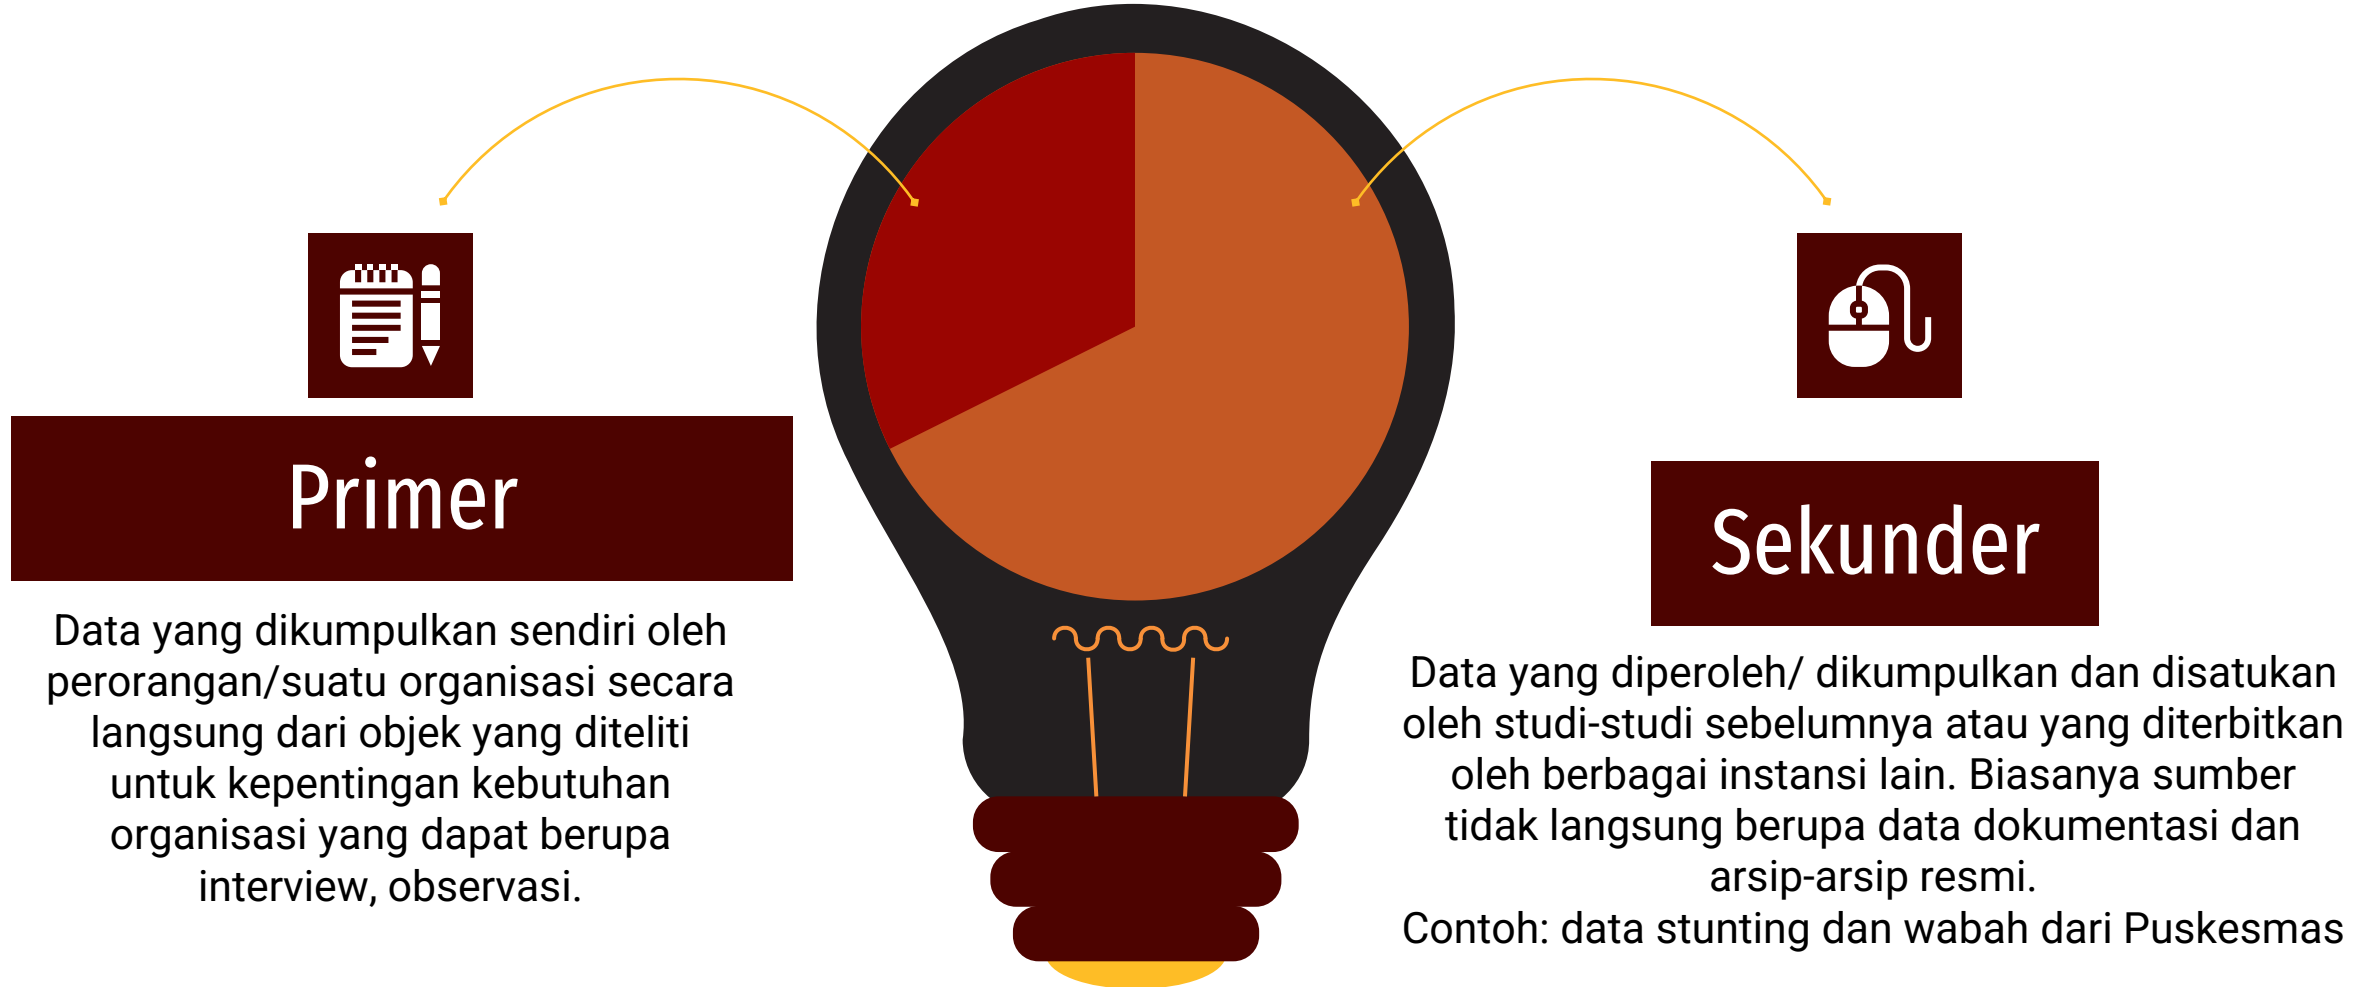 Primer
Data yang dikumpulkan sendiri oleh
perorangan/suatu organisasi secara
langsung dari objek yang diteliti
untuk kepentingan kebutuhan
organisasi yang dapat berupa
interview, observasi.
Sekunder
Data yang diperoleh/ dikumpulkan dan disatukan
oleh studi-studi sebelumnya atau yang diterbitkan
oleh berbagai instansi lain. Biasanya sumber
tidak langsung berupa data dokumentasi dan
arsip-arsip resmi.
Contoh: data stunting dan wabah dari Puskesmas